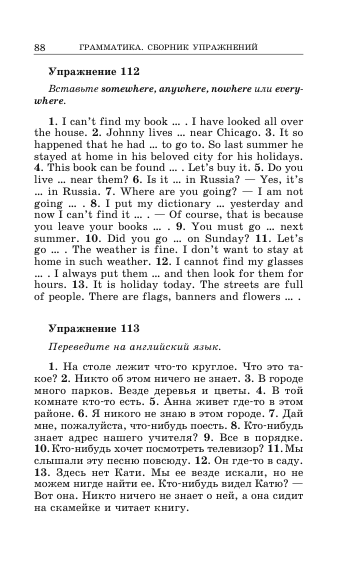 88 ГРАММАТИКА. СБОРНИК УПРАЖНЕНИЙ
Упражнение 112
Вставьте somewhere, anywhere, nowhere или every-
where.
1. I can't find my book ... . I have looked all over
the house. 2. Johnny lives ... near Chicago. 3. It so
happened that he had ... to go to. So last summer he
stayed at home in his beloved city for his holidays.
4. This book can be found ... . Let's buy it. 5. Do you
live ... near them? 6. Is it ... in Russia? — Yes, it's
... in Russia. 7. Where are you going? — I am not
going ... . 8. I put my dictionary ... yesterday and
now I can't find it ... . — Of course, that is because
you leave your books ... . 9. You must go ... next
summer. 10. Did you go ... on Sunday? 11. Let's
go ... . The weather is fine. I don't want to stay at
home in such weather. 12. I cannot find my glasses
... . I always put them ... and then look for them for
hours. 13. It is holiday today. The streets are full
of people. There are flags, banners and flowers ... .
Упражнение 113
Переведите на английский язык.
1. На столе лежит что-то круглое. Что это та-
кое? 2. Никто об этом ничего не знает. 3. В городе
много парков. Везде деревья и цветы. 4. В той
комнате кто-то есть. 5. Анна живет где-то в этом
районе. 6. Я никого не знаю в этом городе. 7. Дай
мне, пожалуйста, что-нибудь поесть. 8. Кто-нибудь
знает адрес нашего учителя? 9. Все в порядке.
10. Кто-нибудь хочет посмотреть телевизор? 11. Мы
слышали эту песню повсюду. 12. Он где-то в саду.
13. Здесь нет Кати. Мы ее везде искали, но не
можем нигде найти ее. Кто-нибудь видел Катю? —
Вот она. Никто ничего не знает о ней, а она сидит
на скамейке и читает книгу.